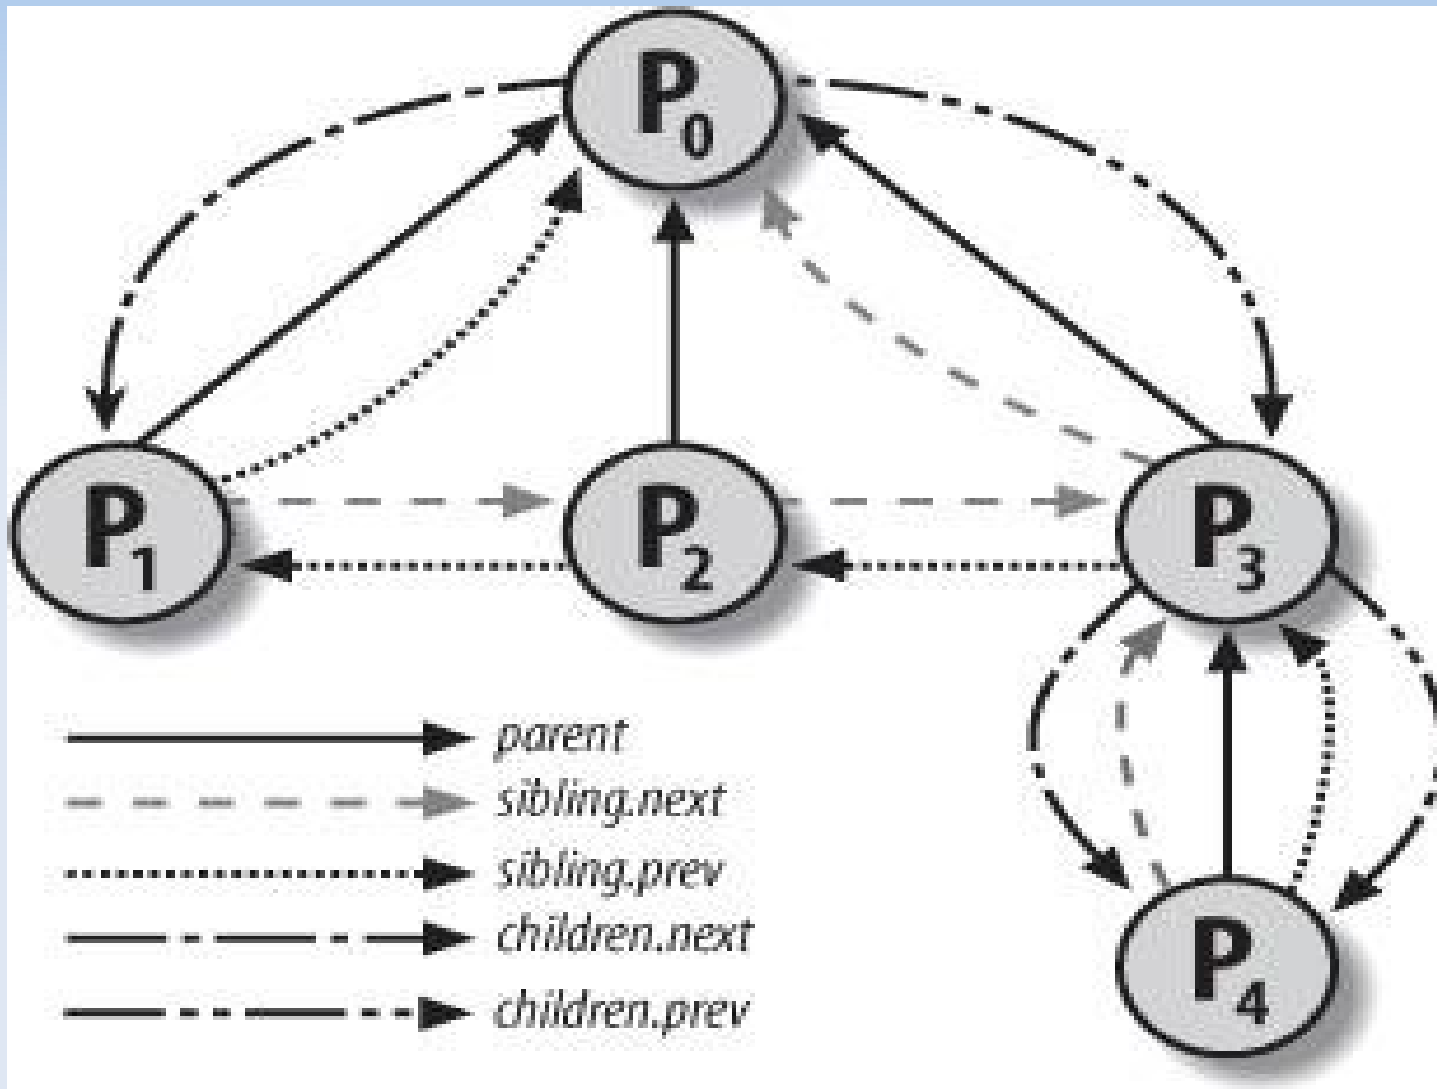 P0
P1
P2
P3
parent
sibling.next
sibling.prev
children.next
children.prev
P4